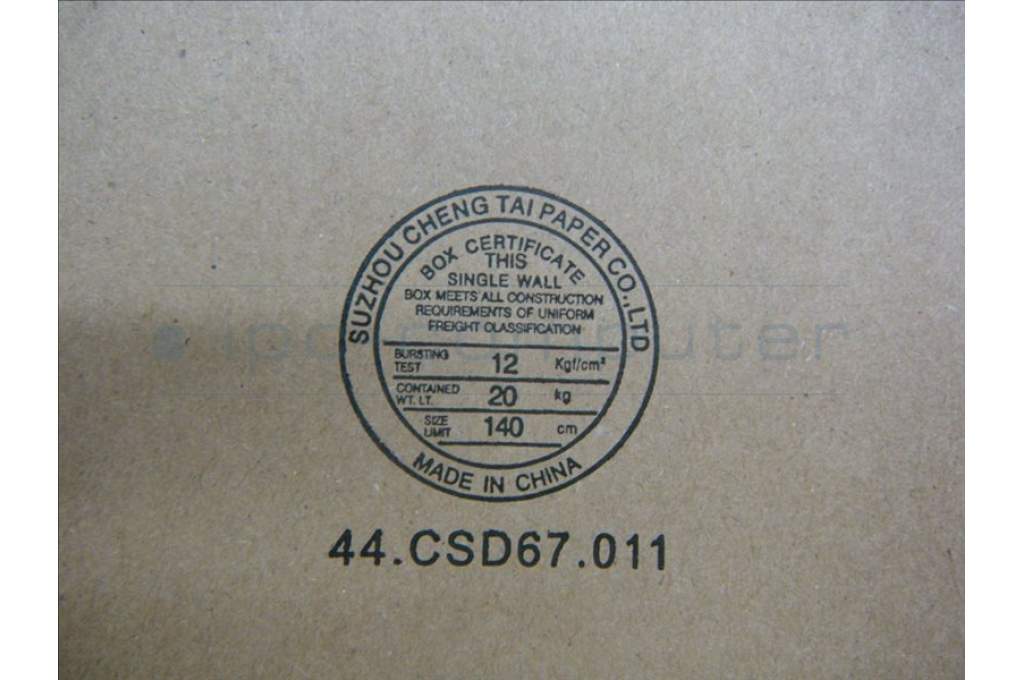 SUZHOU CHENG TAI PAPER CO.,LTD
BOX CERTIFICATE
THIS
SINGLE WALL
BOX MEETS ALL CONSTRUCTION
REQUIREMENTS OF UNIFORM
FREIGHT CLASSIFICATION
BURSTING TEST 12 Kgf/cm²
CONTAINED WT. LT. 20 kg
SIZE LIMIT 140 cm
MADE IN CHINA
44.CSD67.011